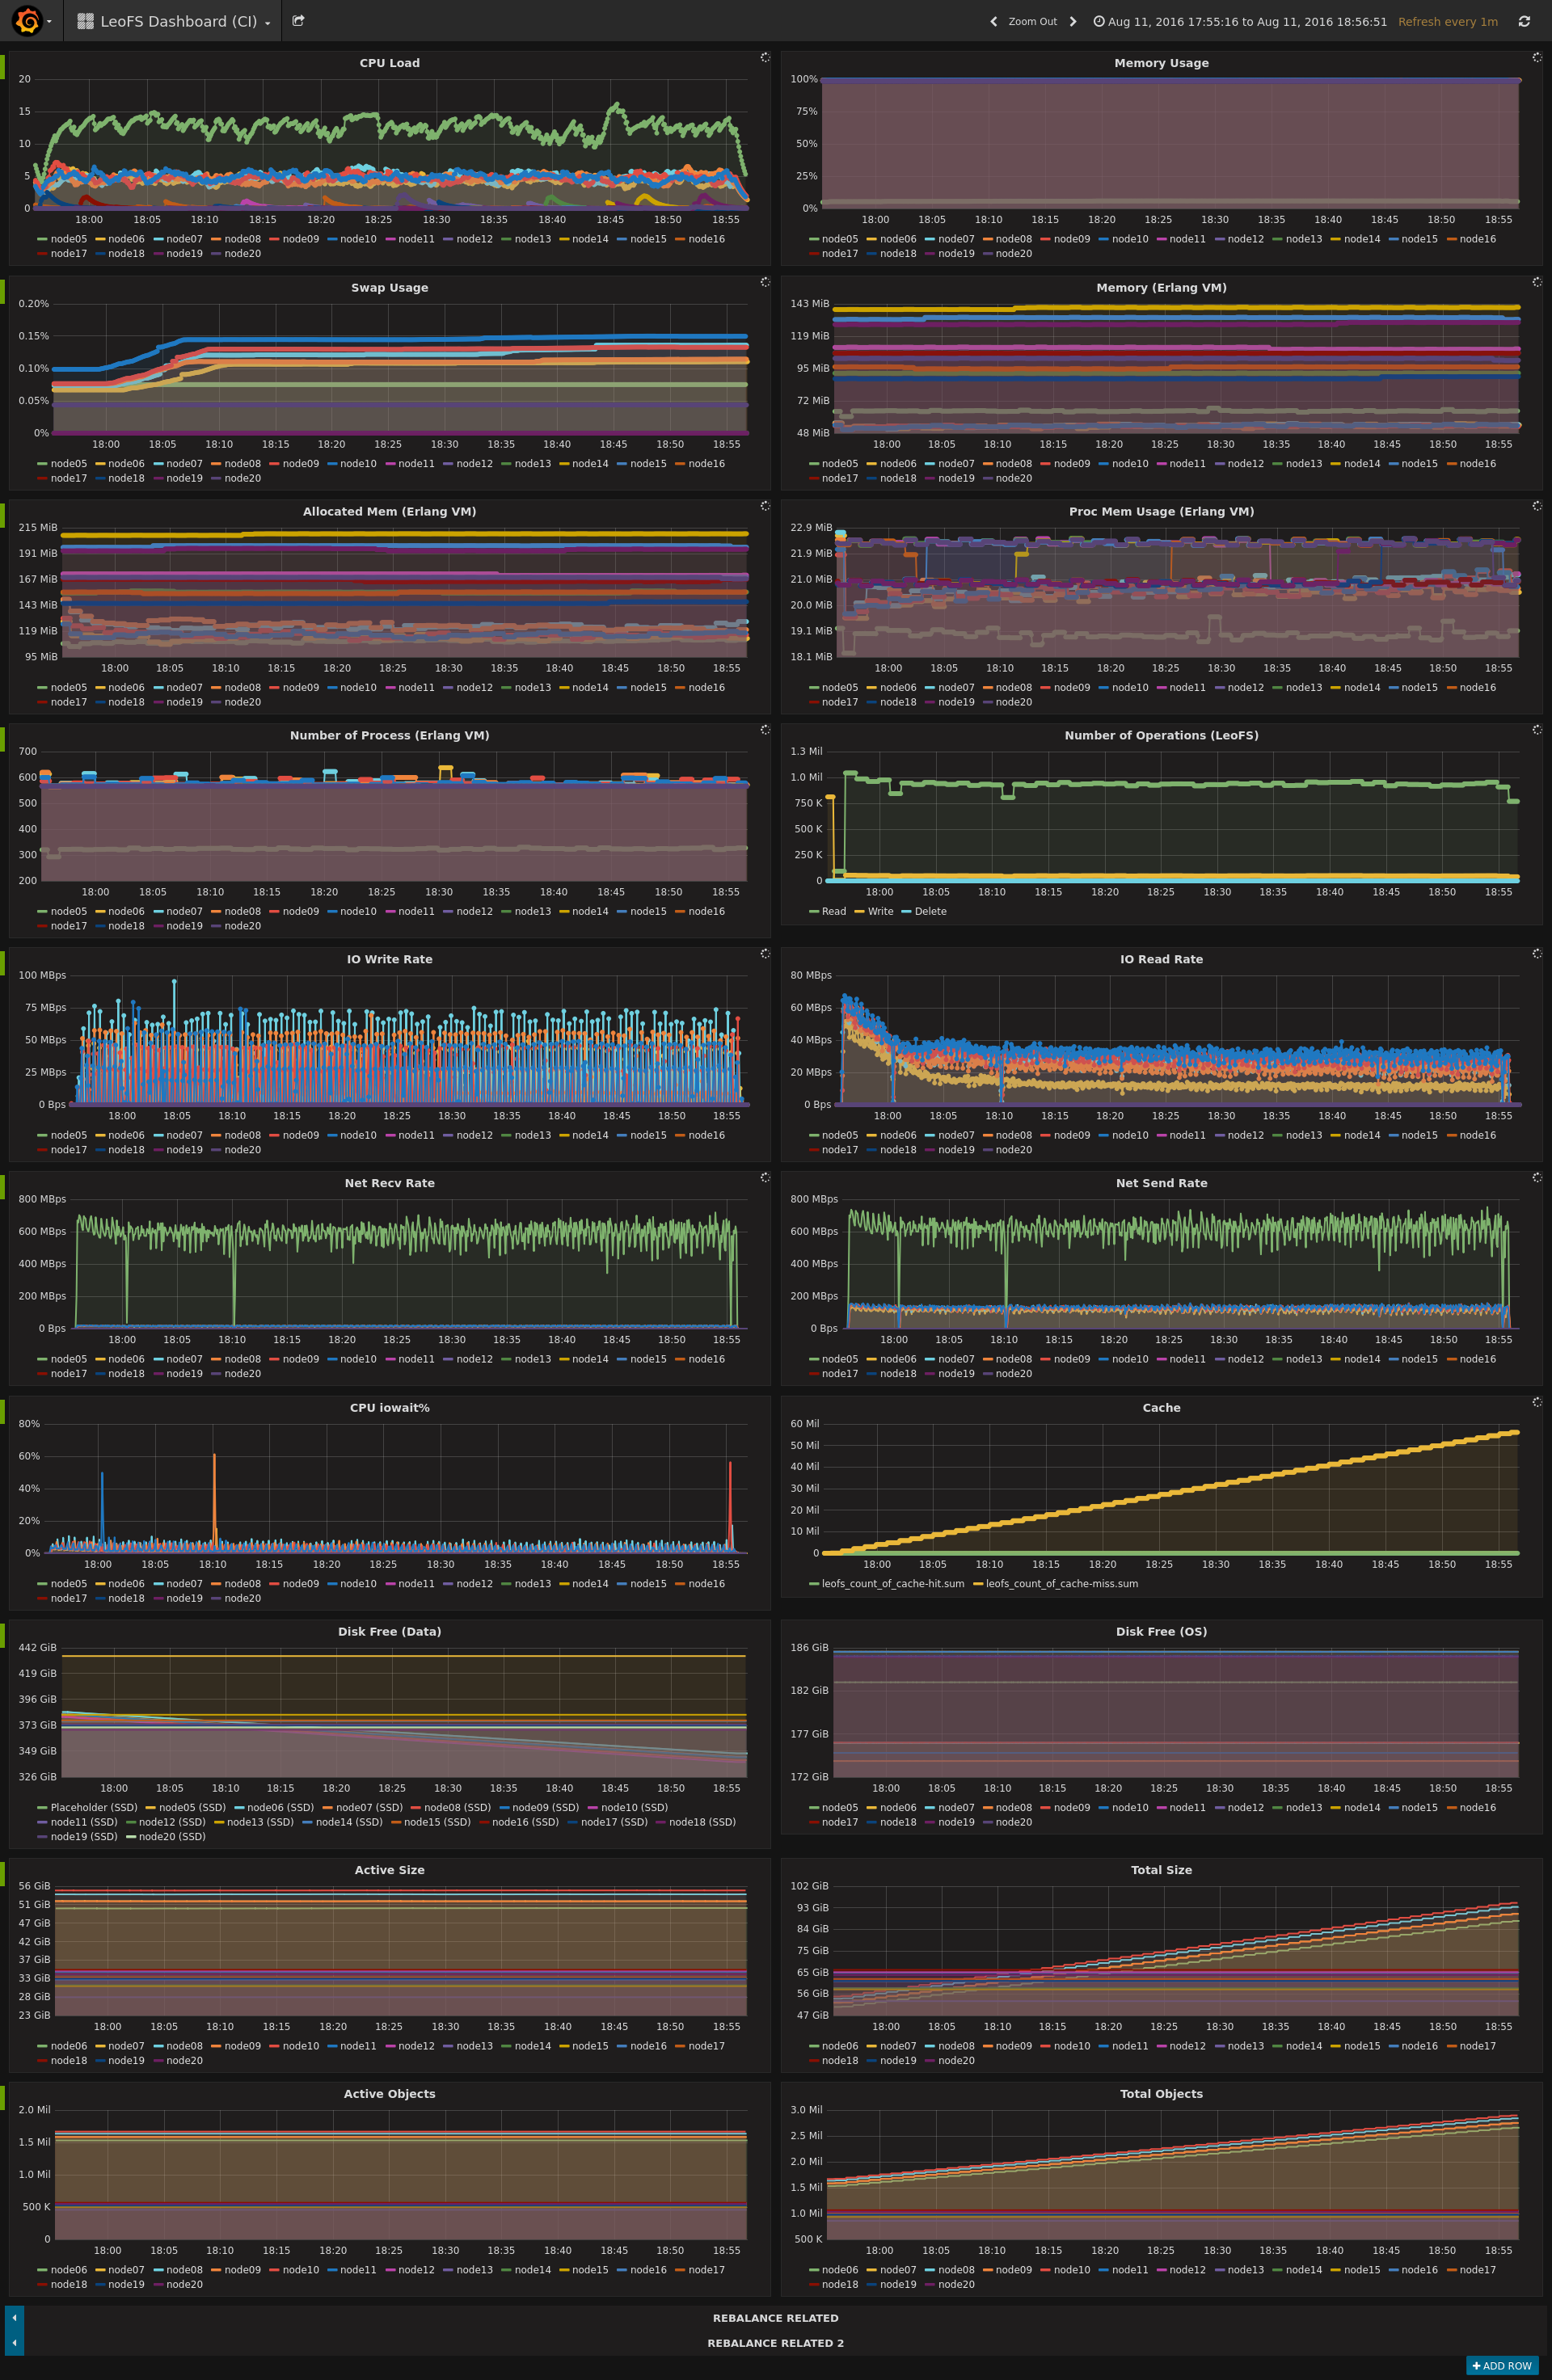 LeoFS Dashboard (CI)
Zoom Out
Aug 11, 2016 17:55:16 to Aug 11, 2016 18:56:51
Refresh every 1m
CPU Load
20
15
10
5
0
18:00 18:05 18:10 18:15 18:20 18:25 18:30 18:35 18:40 18:45 18:50 18:55
node05 node06 node07 node08 node09 node10 node11 node12 node13 node14 node15 node16
node17 node18 node19 node20
Memory Usage
100%
75%
50%
25%
0%
18:00 18:05 18:10 18:15 18:20 18:25 18:30 18:35 18:40 18:45 18:50 18:55
node05 node06 node07 node08 node09 node10 node11 node12 node13 node14 node15 node16
node17 node18 node19 node20
Swap Usage
0.20%
0.15%
0.10%
0.05%
0%
18:00 18:05 18:10 18:15 18:20 18:25 18:30 18:35 18:40 18:45 18:50 18:55
node05 node06 node07 node08 node09 node10 node11 node12 node13 node14 node15 node16
node17 node18 node19 node20
Memory (Erlang VM)
143 MiB
119 MiB
95 MiB
72 MiB
48 MiB
18:00 18:05 18:10 18:15 18:20 18:25 18:30 18:35 18:40 18:45 18:50 18:55
node05 node06 node07 node08 node09 node10 node11 node12 node13 node14 node15 node16
node17 node18 node19 node20
Allocated Mem (Erlang VM)
215 MiB
191 MiB
167 MiB
143 MiB
119 MiB
95 MiB
18:00 18:05 18:10 18:15 18:20 18:25 18:30 18:35 18:40 18:45 18:50 18:55
node05 node06 node07 node08 node09 node10 node11 node12 node13 node14 node15 node16
node17 node18 node19 node20
Proc Mem Usage (Erlang VM)
22.9 MiB
21.9 MiB
21.0 MiB
20.0 MiB
19.1 MiB
18.1 MiB
18:00 18:05 18:10 18:15 18:20 18:25 18:30 18:35 18:40 18:45 18:50 18:55
node05 node06 node07 node08 node09 node10 node11 node12 node13 node14 node15 node16
node17 node18 node19 node20
Number of Process (Erlang VM)
700
600
500
400
300
200
18:00 18:05 18:10 18:15 18:20 18:25 18:30 18:35 18:40 18:45 18:50 18:55
node05 node06 node07 node08 node09 node10 node11 node12 node13 node14 node15 node16
node17 node18 node19 node20
Number of Operations (LeoFS)
1.3 Mil
1.0 Mil
750 K
500 K
250 K
0
18:00 18:05 18:10 18:15 18:20 18:25 18:30 18:35 18:40 18:45 18:50 18:55
Read Write Delete
IO Write Rate
100 MBps
75 MBps
50 MBps
25 MBps
0 Bps
18:00 18:05 18:10 18:15 18:20 18:25 18:30 18:35 18:40 18:45 18:50 18:55
node05 node06 node07 node08 node09 node10 node11 node12 node13 node14 node15 node16
node17 node18 node19 node20
IO Read Rate
80 MBps
60 MBps
40 MBps
20 MBps
0 Bps
18:00 18:05 18:10 18:15 18:20 18:25 18:30 18:35 18:40 18:45 18:50 18:55
node05 node06 node07 node08 node09 node10 node11 node12 node13 node14 node15 node16
node17 node18 node19 node20
Net Recv Rate
800 MBps
600 MBps
400 MBps
200 MBps
0 Bps
18:00 18:05 18:10 18:15 18:20 18:25 18:30 18:35 18:40 18:45 18:50 18:55
node05 node06 node07 node08 node09 node10 node11 node12 node13 node14 node15 node16
node17 node18 node19 node20
Net Send Rate
800 MBps
600 MBps
400 MBps
200 MBps
0 Bps
18:00 18:05 18:10 18:15 18:20 18:25 18:30 18:35 18:40 18:45 18:50 18:55
node05 node06 node07 node08 node09 node10 node11 node12 node13 node14 node15 node16
node17 node18 node19 node20
CPU iowait%
80%
60%
40%
20%
0%
18:00 18:05 18:10 18:15 18:20 18:25 18:30 18:35 18:40 18:45 18:50 18:55
node05 node06 node07 node08 node09 node10 node11 node12 node13 node14 node15 node16
node17 node18 node19 node20
Cache
60 Mil
50 Mil
40 Mil
30 Mil
20 Mil
10 Mil
0
18:00 18:05 18:10 18:15 18:20 18:25 18:30 18:35 18:40 18:45 18:50 18:55
leofs_count_of_cache-hit.sum leofs_count_of_cache-miss.sum
Disk Free (Data)
442 GiB
419 GiB
396 GiB
373 GiB
349 GiB
326 GiB
18:00 18:05 18:10 18:15 18:20 18:25 18:30 18:35 18:40 18:45 18:50 18:55
Placeholder (SSD) node05 (SSD) node06 (SSD) node07 (SSD) node08 (SSD) node09 (SSD) node10 (SSD)
node11 (SSD) node12 (SSD) node13 (SSD) node14 (SSD) node15 (SSD) node16 (SSD) node17 (SSD) node18 (SSD)
node19 (SSD) node20 (SSD)
Disk Free (OS)
186 GiB
182 GiB
177 GiB
172 GiB
18:00 18:05 18:10 18:15 18:20 18:25 18:30 18:35 18:40 18:45 18:50 18:55
node05 node06 node07 node08 node09 node10 node11 node12 node13 node14 node15 node16
node17 node18 node19 node20
Active Size
56 GiB
51 GiB
47 GiB
42 GiB
37 GiB
33 GiB
28 GiB
23 GiB
18:00 18:05 18:10 18:15 18:20 18:25 18:30 18:35 18:40 18:45 18:50 18:55
node06 node07 node08 node09 node10 node11 node12 node13 node14 node15 node16 node17
node18 node19 node20
Total Size
102 GiB
93 GiB
84 GiB
75 GiB
65 GiB
56 GiB
47 GiB
18:00 18:05 18:10 18:15 18:20 18:25 18:30 18:35 18:40 18:45 18:50 18:55
node06 node07 node08 node09 node10 node11 node12 node13 node14 node15 node16 node17
node18 node19 node20
Active Objects
2.0 Mil
1.5 Mil
1.0 Mil
500 K
0
18:00 18:05 18:10 18:15 18:20 18:25 18:30 18:35 18:40 18:45 18:50 18:55
node06 node07 node08 node09 node10 node11 node12 node13 node14 node15 node16 node17
node18 node19 node20
Total Objects
3.0 Mil
2.5 Mil
2.0 Mil
1.5 Mil
1.0 Mil
500 K
18:00 18:05 18:10 18:15 18:20 18:25 18:30 18:35 18:40 18:45 18:50 18:55
node06 node07 node08 node09 node10 node11 node12 node13 node14 node15 node16 node17
node18 node19 node20
REBALANCE RELATED
REBALANCE RELATED 2
ADD ROW